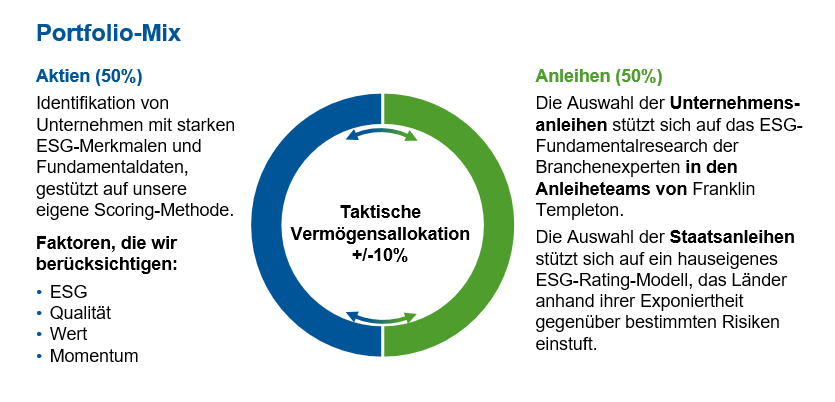 Portfolio-Mix
Aktien (50%)
Identifikation von
Unternehmen mit starken
ESG-Merkmalen und
Fundamentaldaten,
gestützt auf unsere
eigene Scoring-Methode.
Faktoren, die wir
berücksichtigen:
• ESG
• Qualität
• Wert
• Momentum
Taktische
Vermögensallokation
+/-10%
Anleihen (50%)
Die Auswahl der Unternehmens-
anleihen stützt sich auf das ESG-
Fundamentalresearch der
Branchenexperten in den
Anleiheteams von Franklin
Templeton.
Die Auswahl der Staatsanleihen
stützt sich auf ein hauseigenes
ESG-Rating-Modell, das Länder
anhand ihrer Exponiertheit
gegenüber bestimmten Risiken
einstuft.